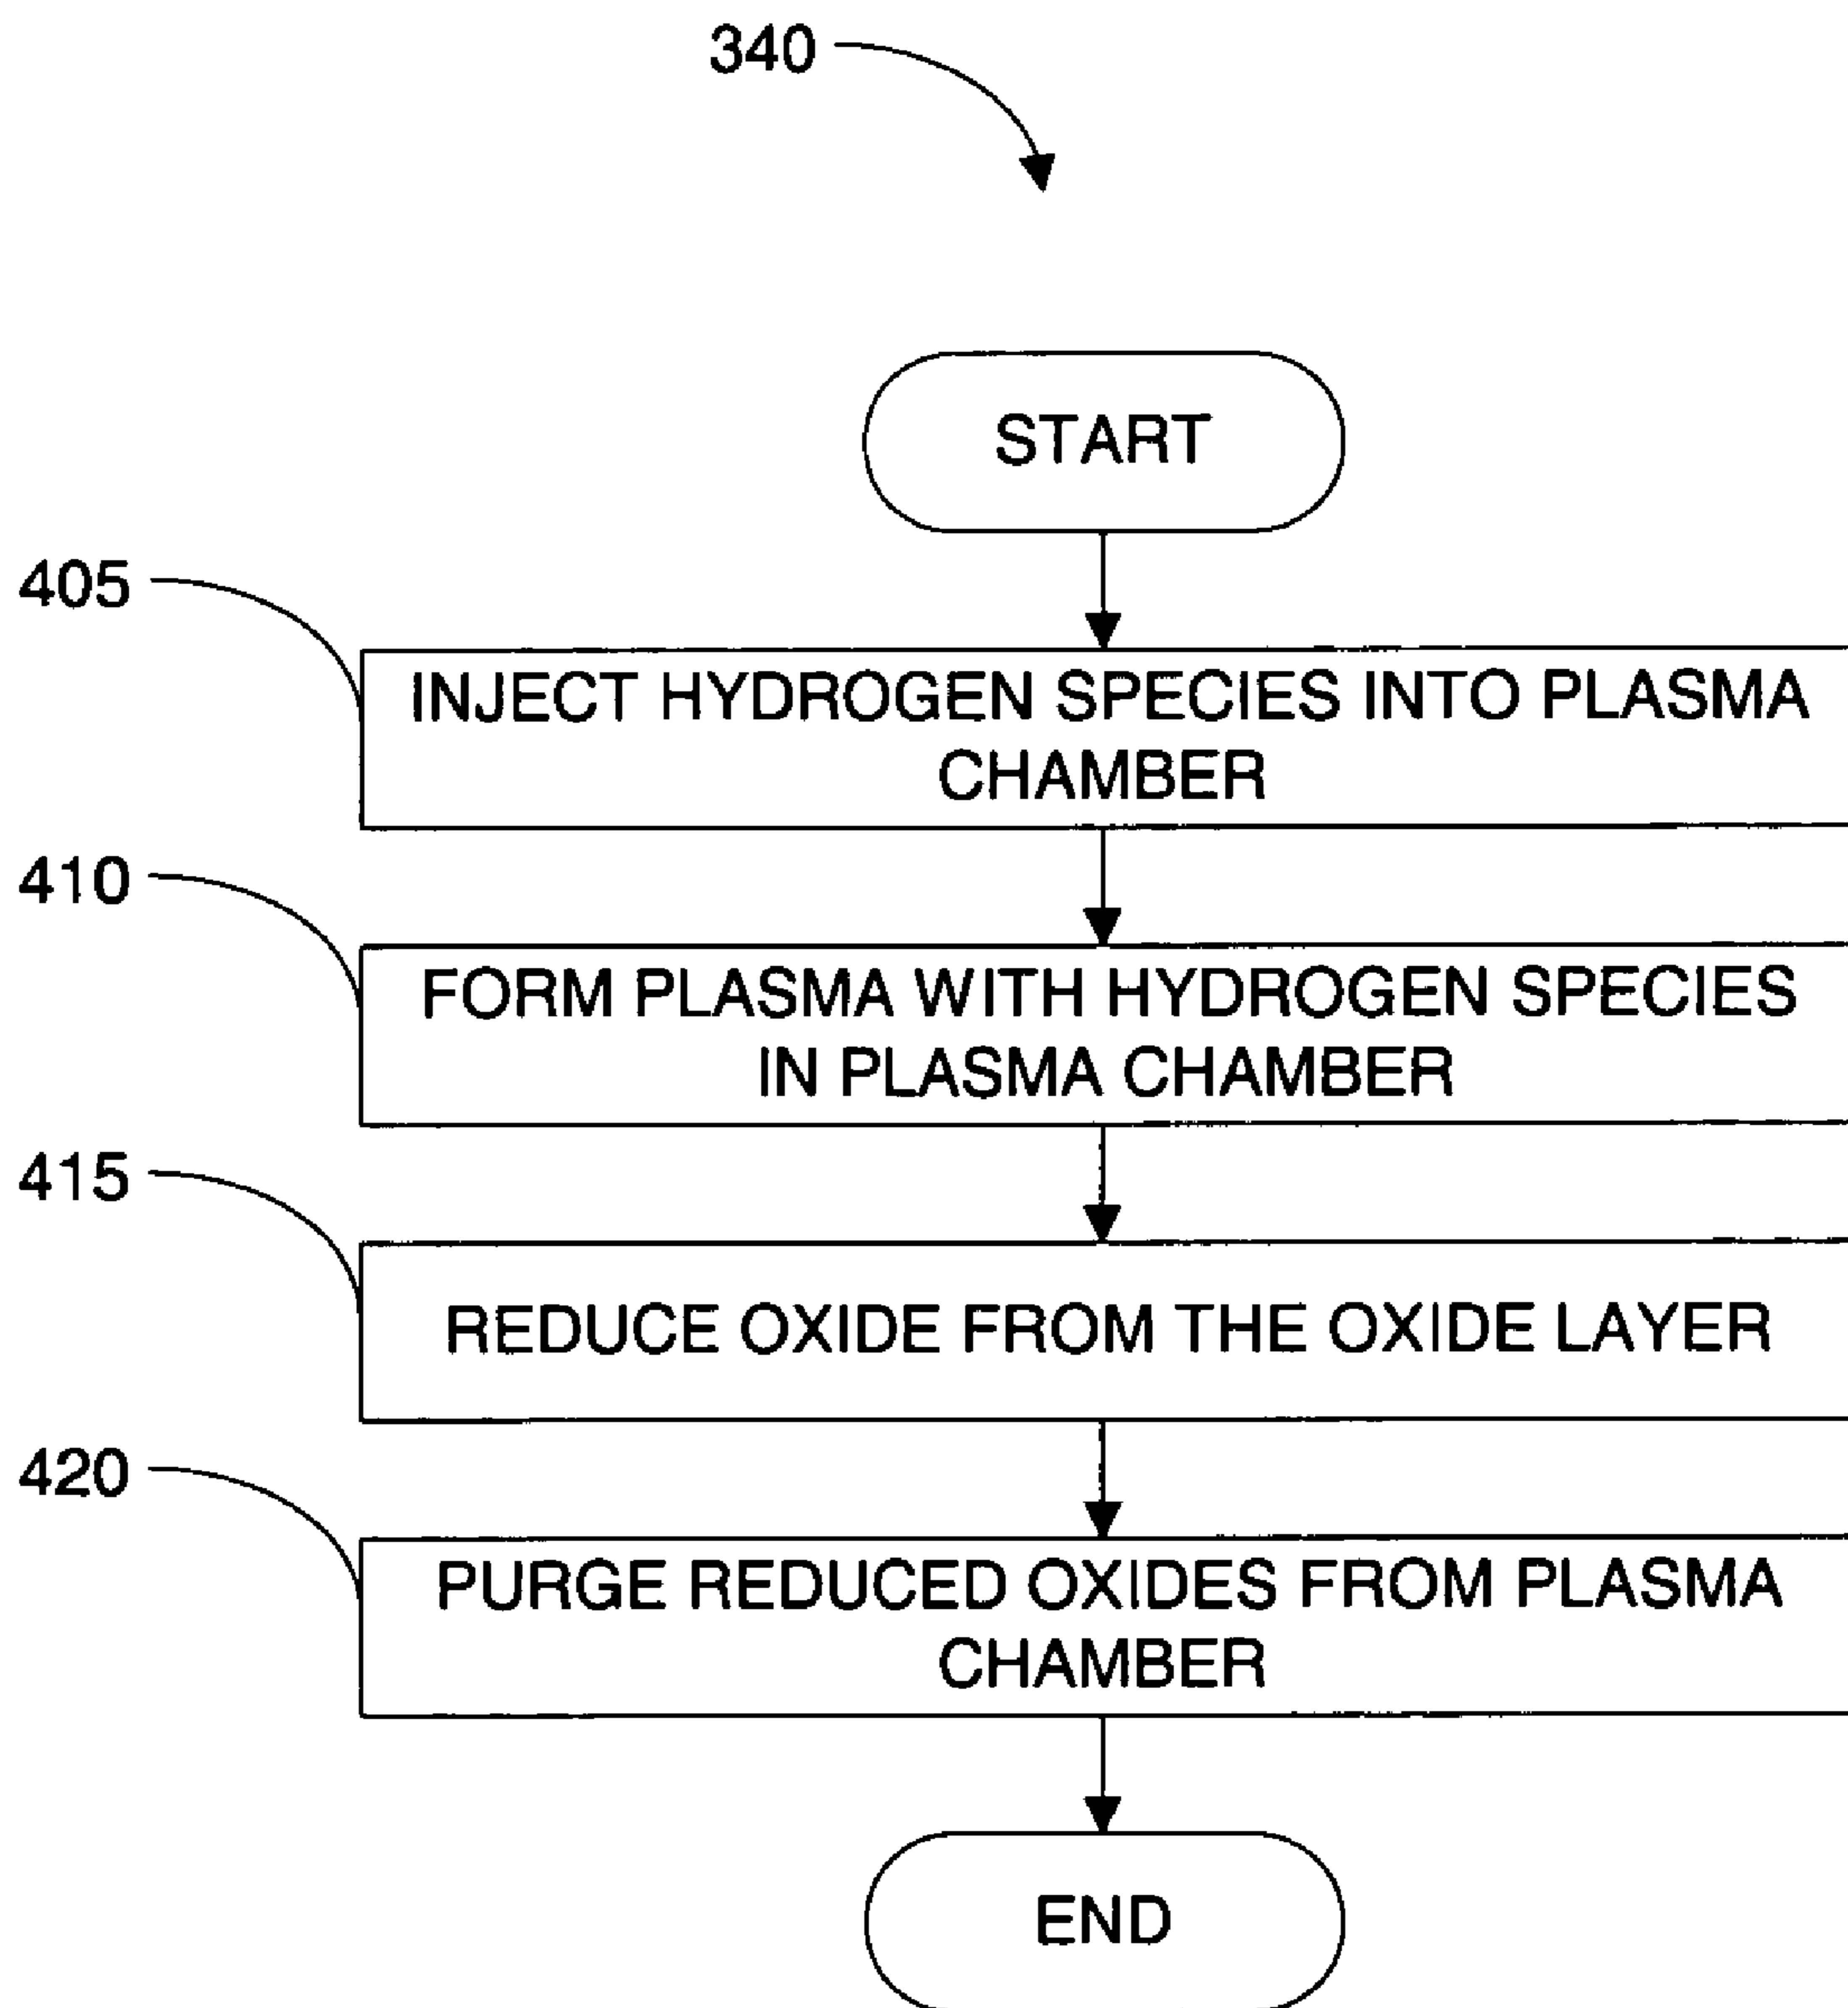 340
START
405
INJECT HYDROGEN SPECIES INTO PLASMA
CHAMBER
410
FORM PLASMA WITH HYDROGEN SPECIES
IN PLASMA CHAMBER
415
REDUCE OXIDE FROM THE OXIDE LAYER
420
PURGE REDUCED OXIDES FROM PLASMA
CHAMBER
END